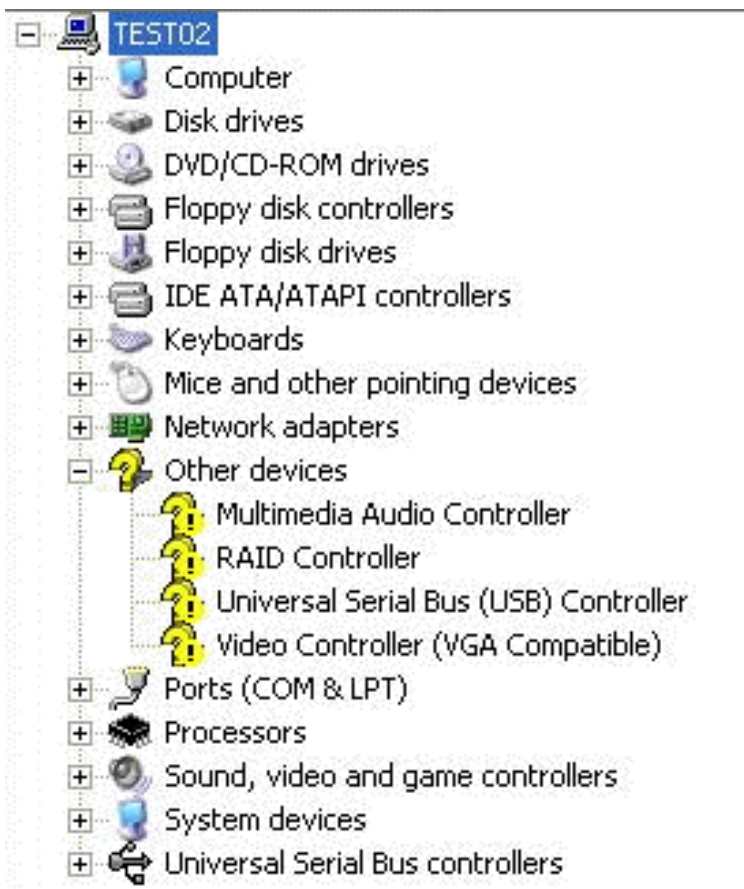 TEST02
Computer
Disk drives
DVD/CD-ROM drives
Floppy disk controllers
Floppy disk drives
IDE ATA/ATAPI controllers
Keyboards
Mice and other pointing devices
Network adapters
Other devices
Multimedia Audio Controller
RAID Controller
Universal Serial Bus (USB) Controller
Video Controller (VGA Compatible)
Ports (COM & LPT)
Processors
Sound, video and game controllers
System devices
Universal Serial Bus controllers